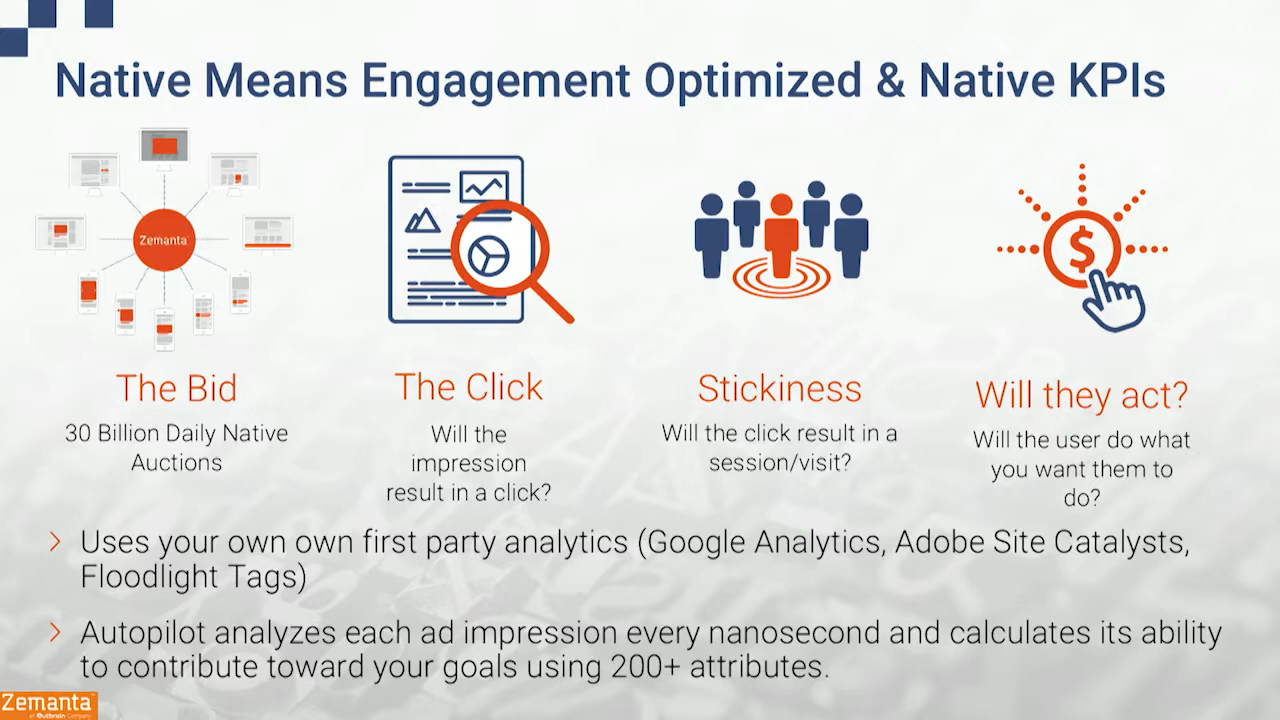 Native Means Engagement Optimized & Native KPIs
Zemanta
The Bid
30 Billion Daily Native
Auctions
The Click
Will the
impression
result in a click?
Stickiness
Will the click result in a
session/visit?
$
Will they act?
Will the user do what
you want them to
do?
Uses your own own first party analytics (Google Analytics, Adobe Site Catalysts,
Floodlight Tags)
Autopilot analyzes each ad impression every nanosecond and calculates its ability
to contribute toward your goals using 200+ attributes.
Zemanta
an Outbrain Company